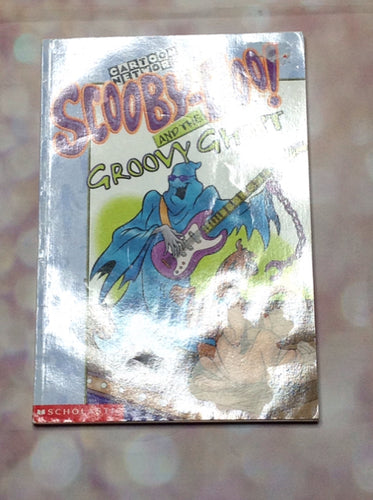 CARTOON
NETWORK
SCOOBY-DOO!
AND THE
GROOVY GHOST
SCHOLASTIC